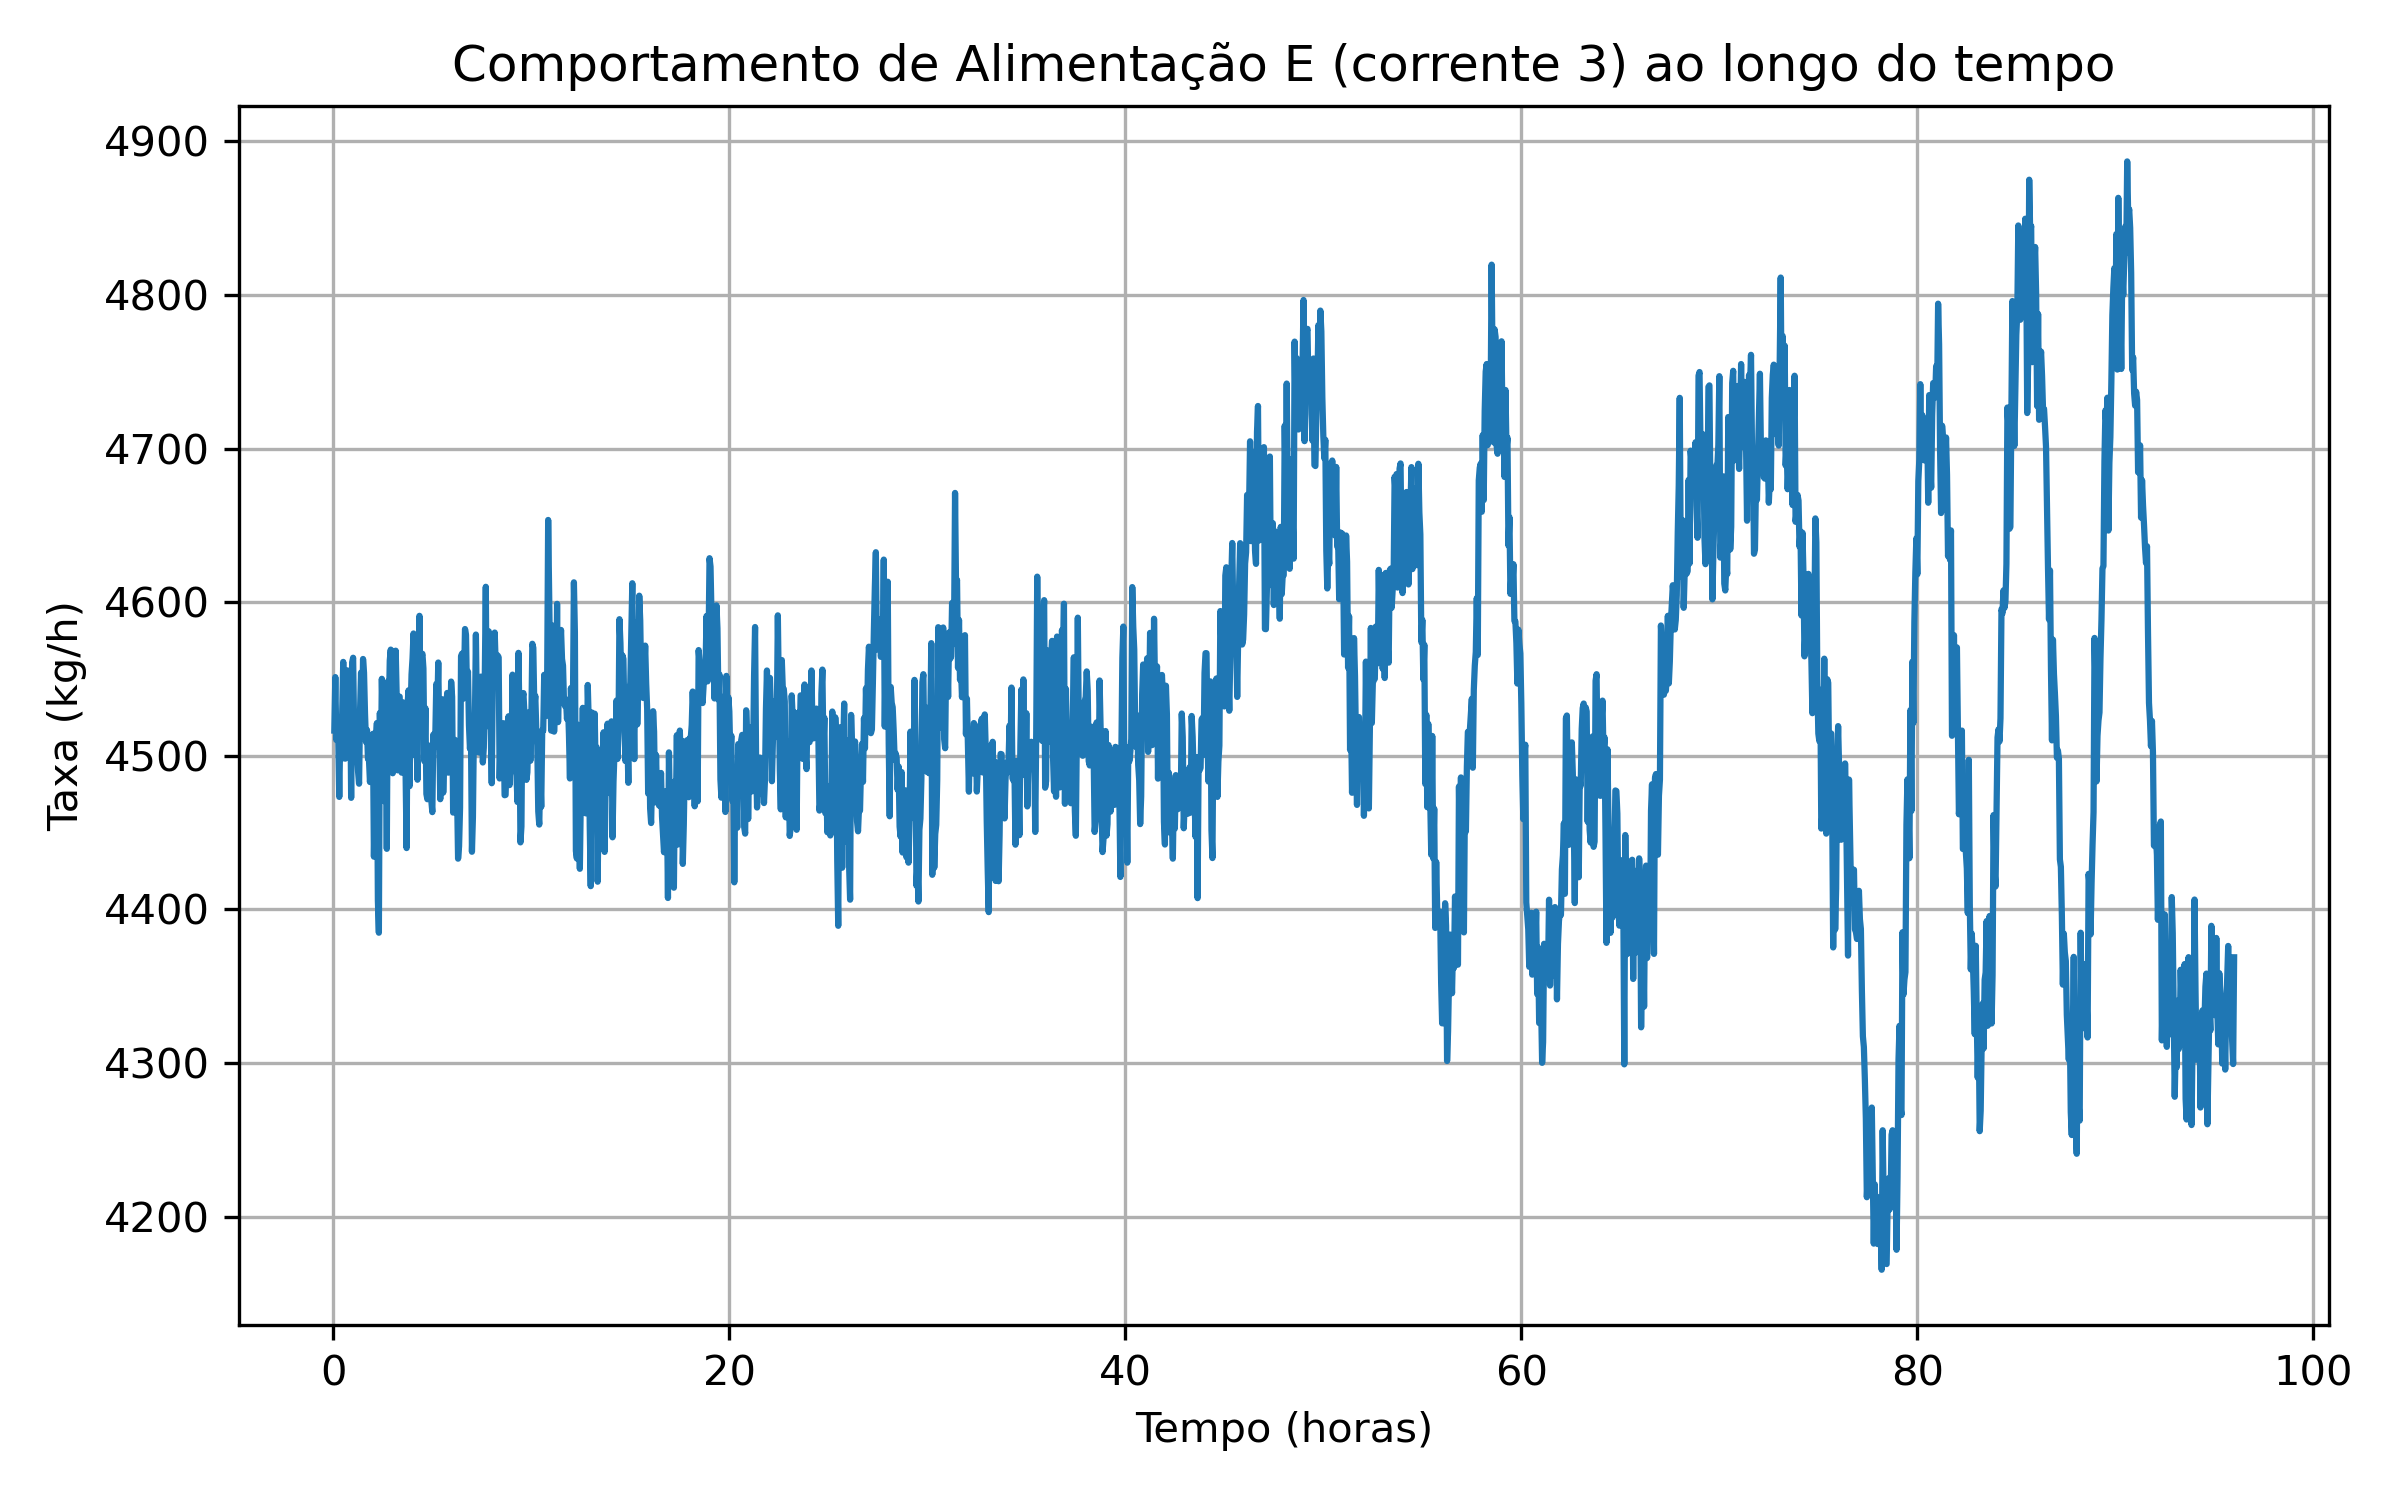 Comportamento de Alimentação E (corrente 3) ao longo do tempo
4900
4800
4700
4600
4500
4400
4300
4200
Taxa (kg/h)
0 20 40 60 80 100
Tempo (horas)